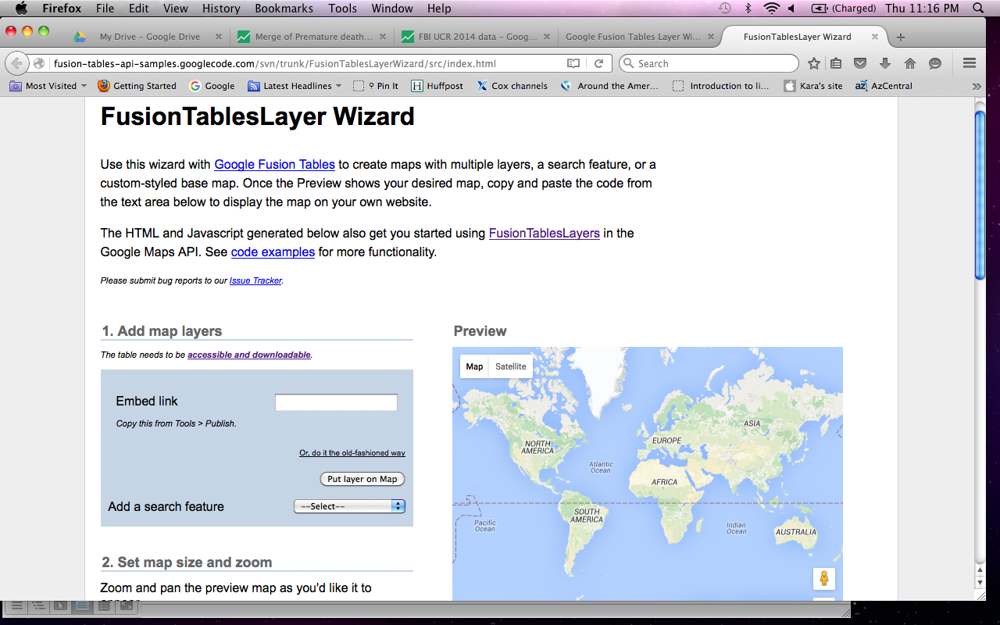 Firefox File Edit View History Bookmarks Tools Window Help (Charged) Thu 11:16 PM
My Drive – Google Drive Merge of Premature death... FBI UCR 2014 data – Goog... Google Fusion Tables Layer Wi... FusionTablesLayer Wizard
fusion-tables-api-samples.googlecode.com/svn/trunk/FusionTablesLayerWizard/src/index.html Search
Most Visited Getting Started Google Latest Headlines Pin It Huffpost Cox channels Around the Amer... Introduction to li... Kara's site AzCentral
FusionTablesLayer Wizard
Use this wizard with Google Fusion Tables to create maps with multiple layers, a search feature, or a
custom-styled base map. Once the Preview shows your desired map, copy and paste the code from
the text area below to display the map on your own website.
The HTML and Javascript generated below also get you started using FusionTablesLayers in the
Google Maps API. See code examples for more functionality.
Please submit bug reports to our Issue Tracker.
1. Add map layers
The table needs to be accessible and downloadable.
Embed link
Copy this from Tools > Publish.
Or, do it the old-fashioned way
Put layer on Map
Add a search feature --Select--
2. Set map size and zoom
Zoom and pan the preview map as you'd like it to
Preview
Map Satellite
ASIA
EUROPE
NORTH
AMERICA
Atlantic
Ocean
AFRICA
SOUTH
AMERICA
Pacific
Ocean
Indian
Ocean
AUSTRALIA